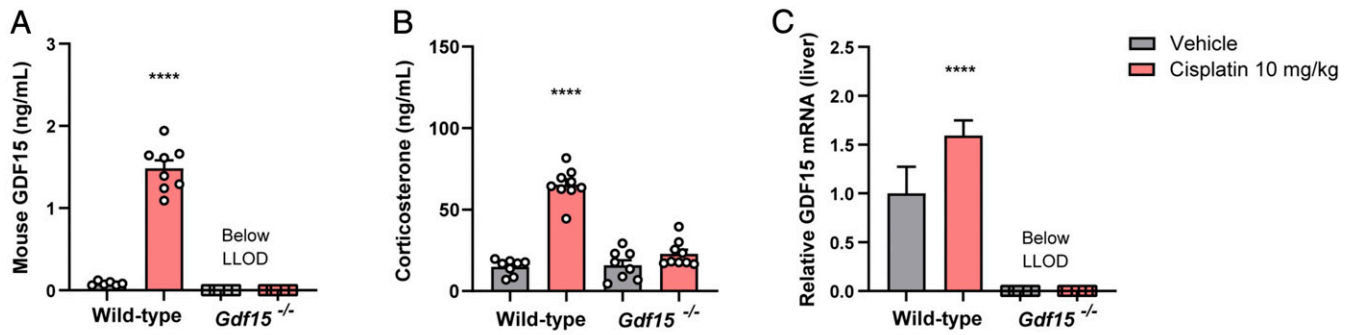 A
Mouse GDF15 (ng/mL)
3
2
1
0
****
Below
LLOD
Wild-type
Gdf15 -/-
B
Corticosterone (ng/mL)
150
100
50
0
****
Wild-type
Gdf15 -/-
C
Relative GDF15 mRNA (liver)
2.5
2.0
1.5
1.0
0.5
0.0
****
Below
LLOD
Wild-type
Gdf15 -/-
Vehicle
Cisplatin 10 mg/kg